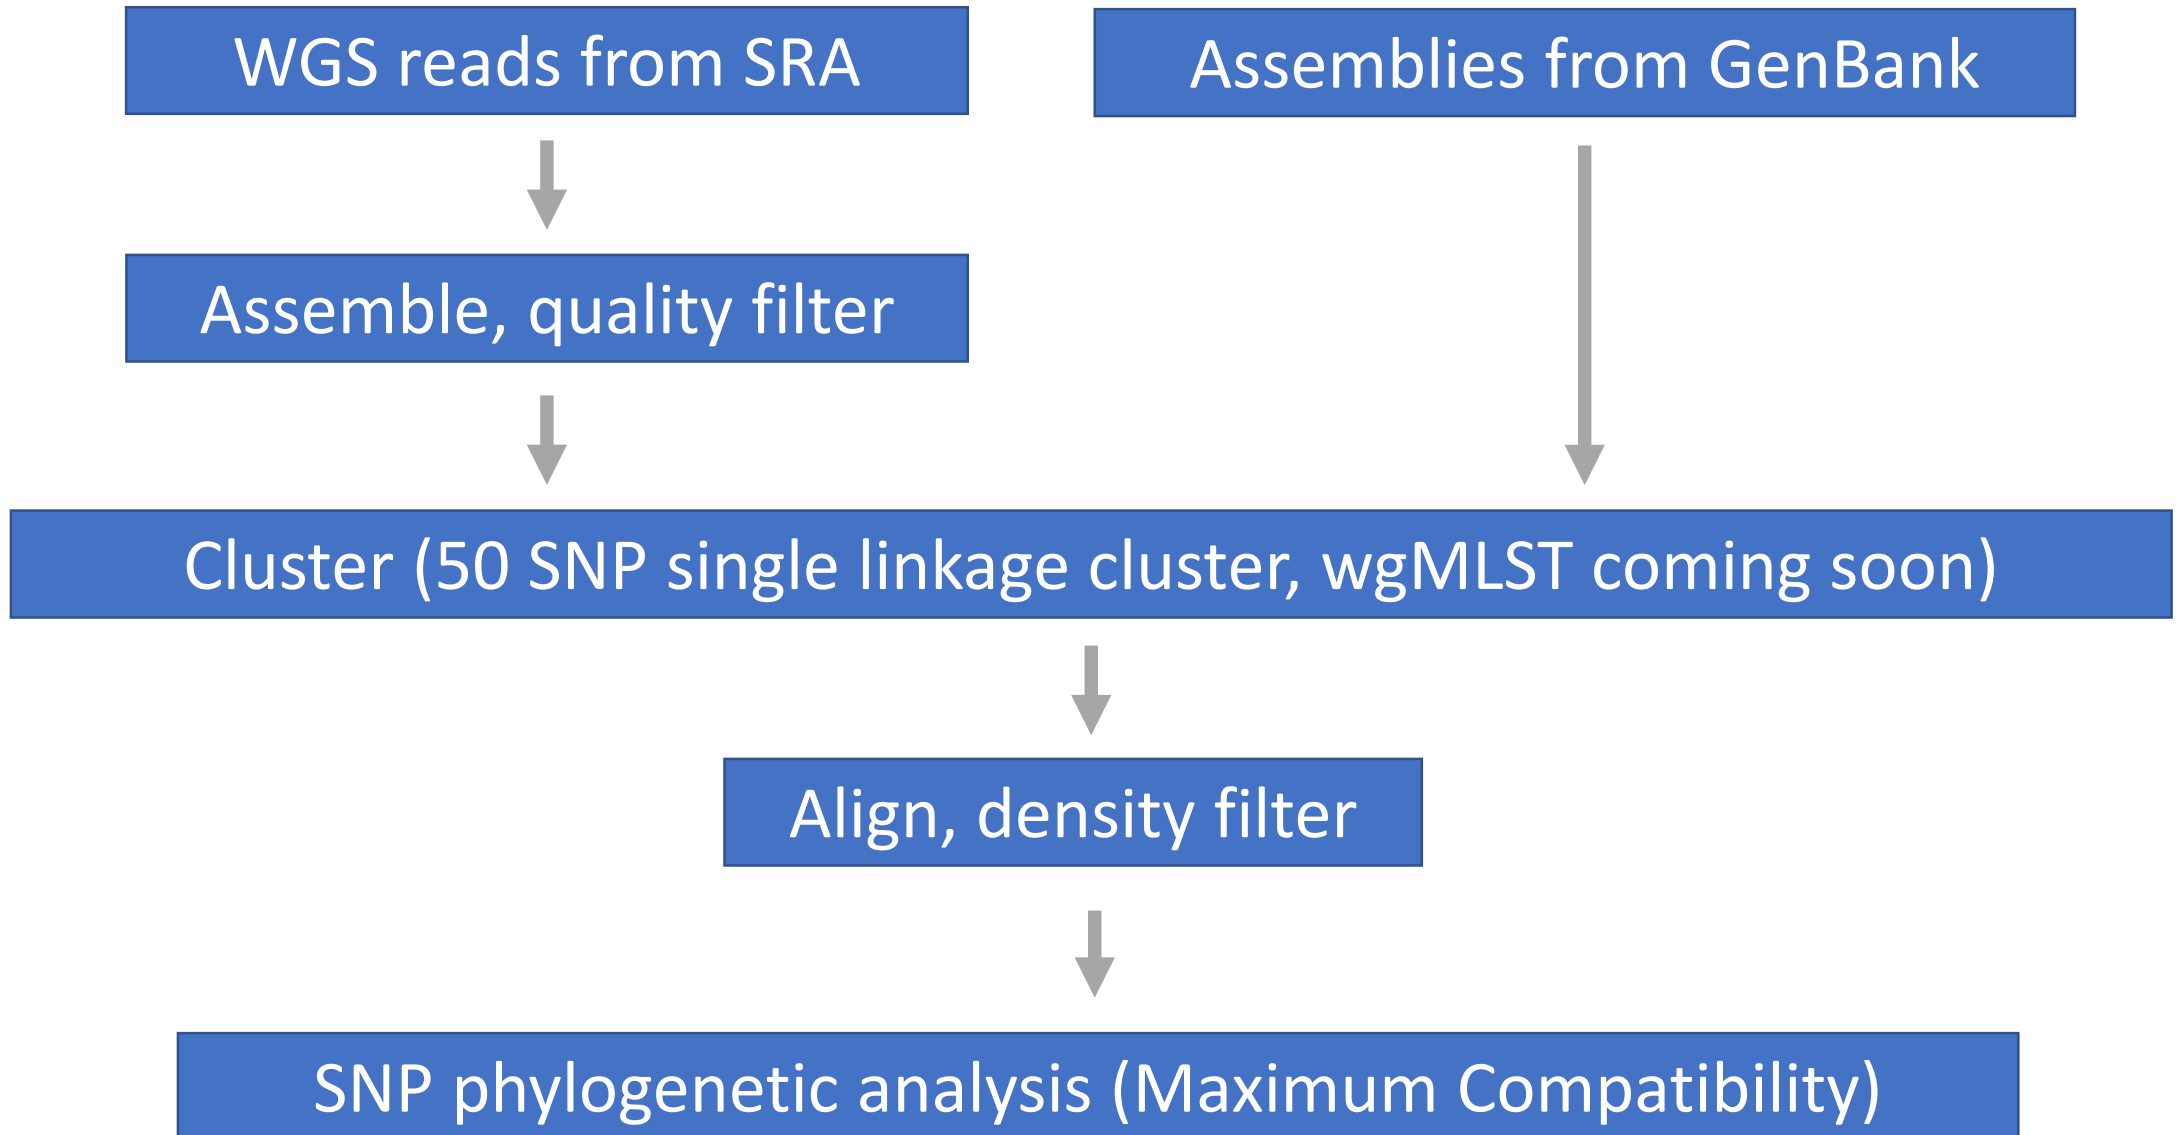 WGS reads from SRA
Assemblies from GenBank
Assemble, quality filter
Cluster (50 SNP single linkage cluster, wgMLST coming soon)
Align, density filter
SNP phylogenetic analysis (Maximum Compatibility)